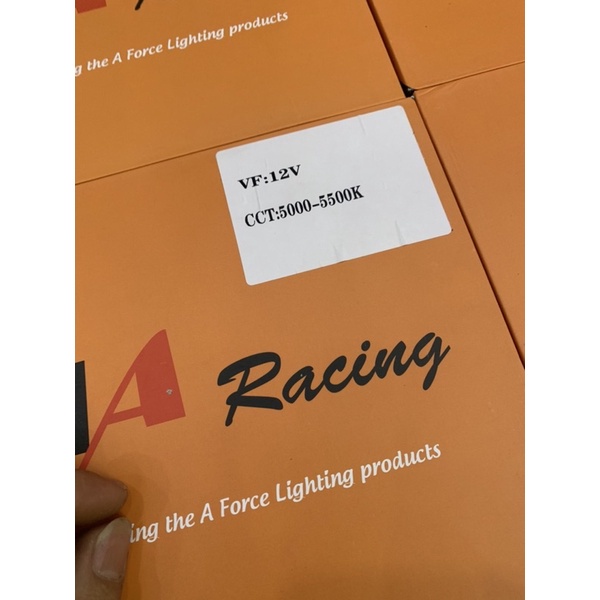 the A Force Lighting products
VF:12V
CCT:5000-5500K
A Racing
ing the A Force Lighting products